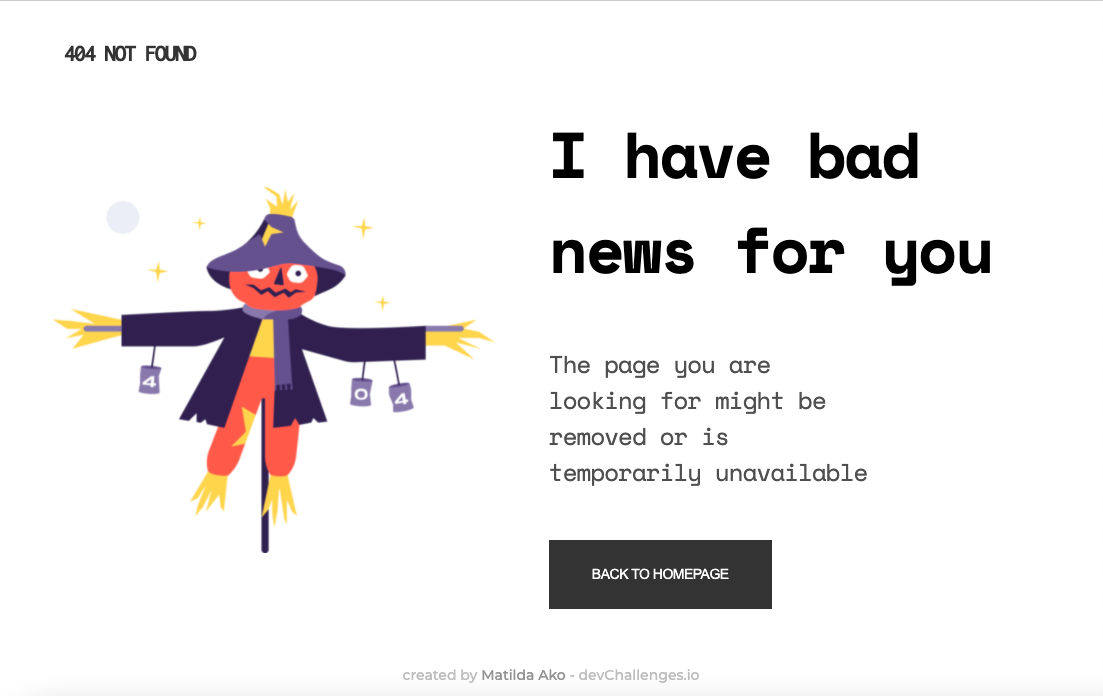 404 NOT FOUND
I have bad
news for you
4
0
4
The page you are
looking for might be
removed or is
temporarily unavailable
BACK TO HOMEPAGE
created by Matilda Ako - devChallenges.io